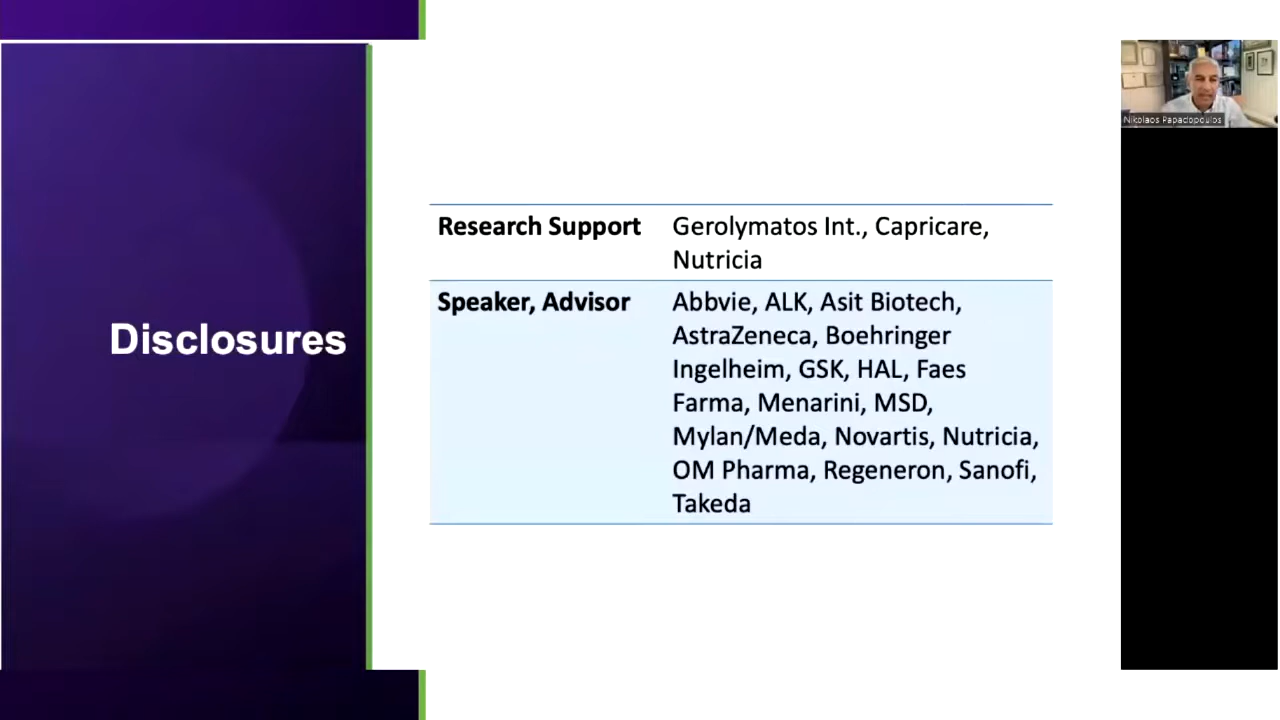 Disclosures
Research Support
Gerolymatos Int., Capricare,
Nutricia
Speaker, Advisor
Abbvie, ALK, Asit Biotech,
AstraZeneca, Boehringer
Ingelheim, GSK, HAL, Faes
Farma, Menarini, MSD,
Mylan/Meda, Novartis, Nutricia,
OM Pharma, Regeneron, Sanofi,
Takeda
Nikolaos Papadopoulos